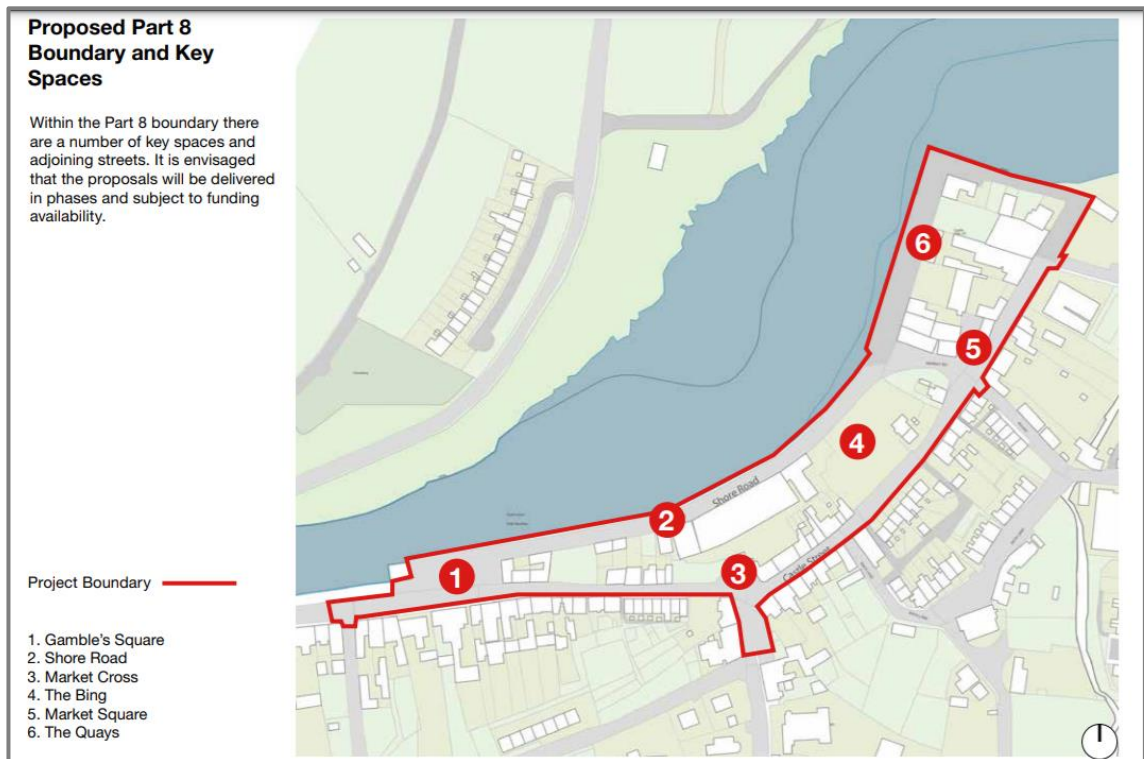 Proposed Part 8
Boundary and Key
Spaces
Within the Part 8 boundary there
are a number of key spaces and
adjoining streets. It is envisaged
that the proposals will be delivered
in phases and subject to funding
availability.
6
5
4
Shore Road
2
3
Castle Street
1
Project Boundary
1. Gamble's Square
2. Shore Road
3. Market Cross
4. The Bing
5. Market Square
6. The Quays